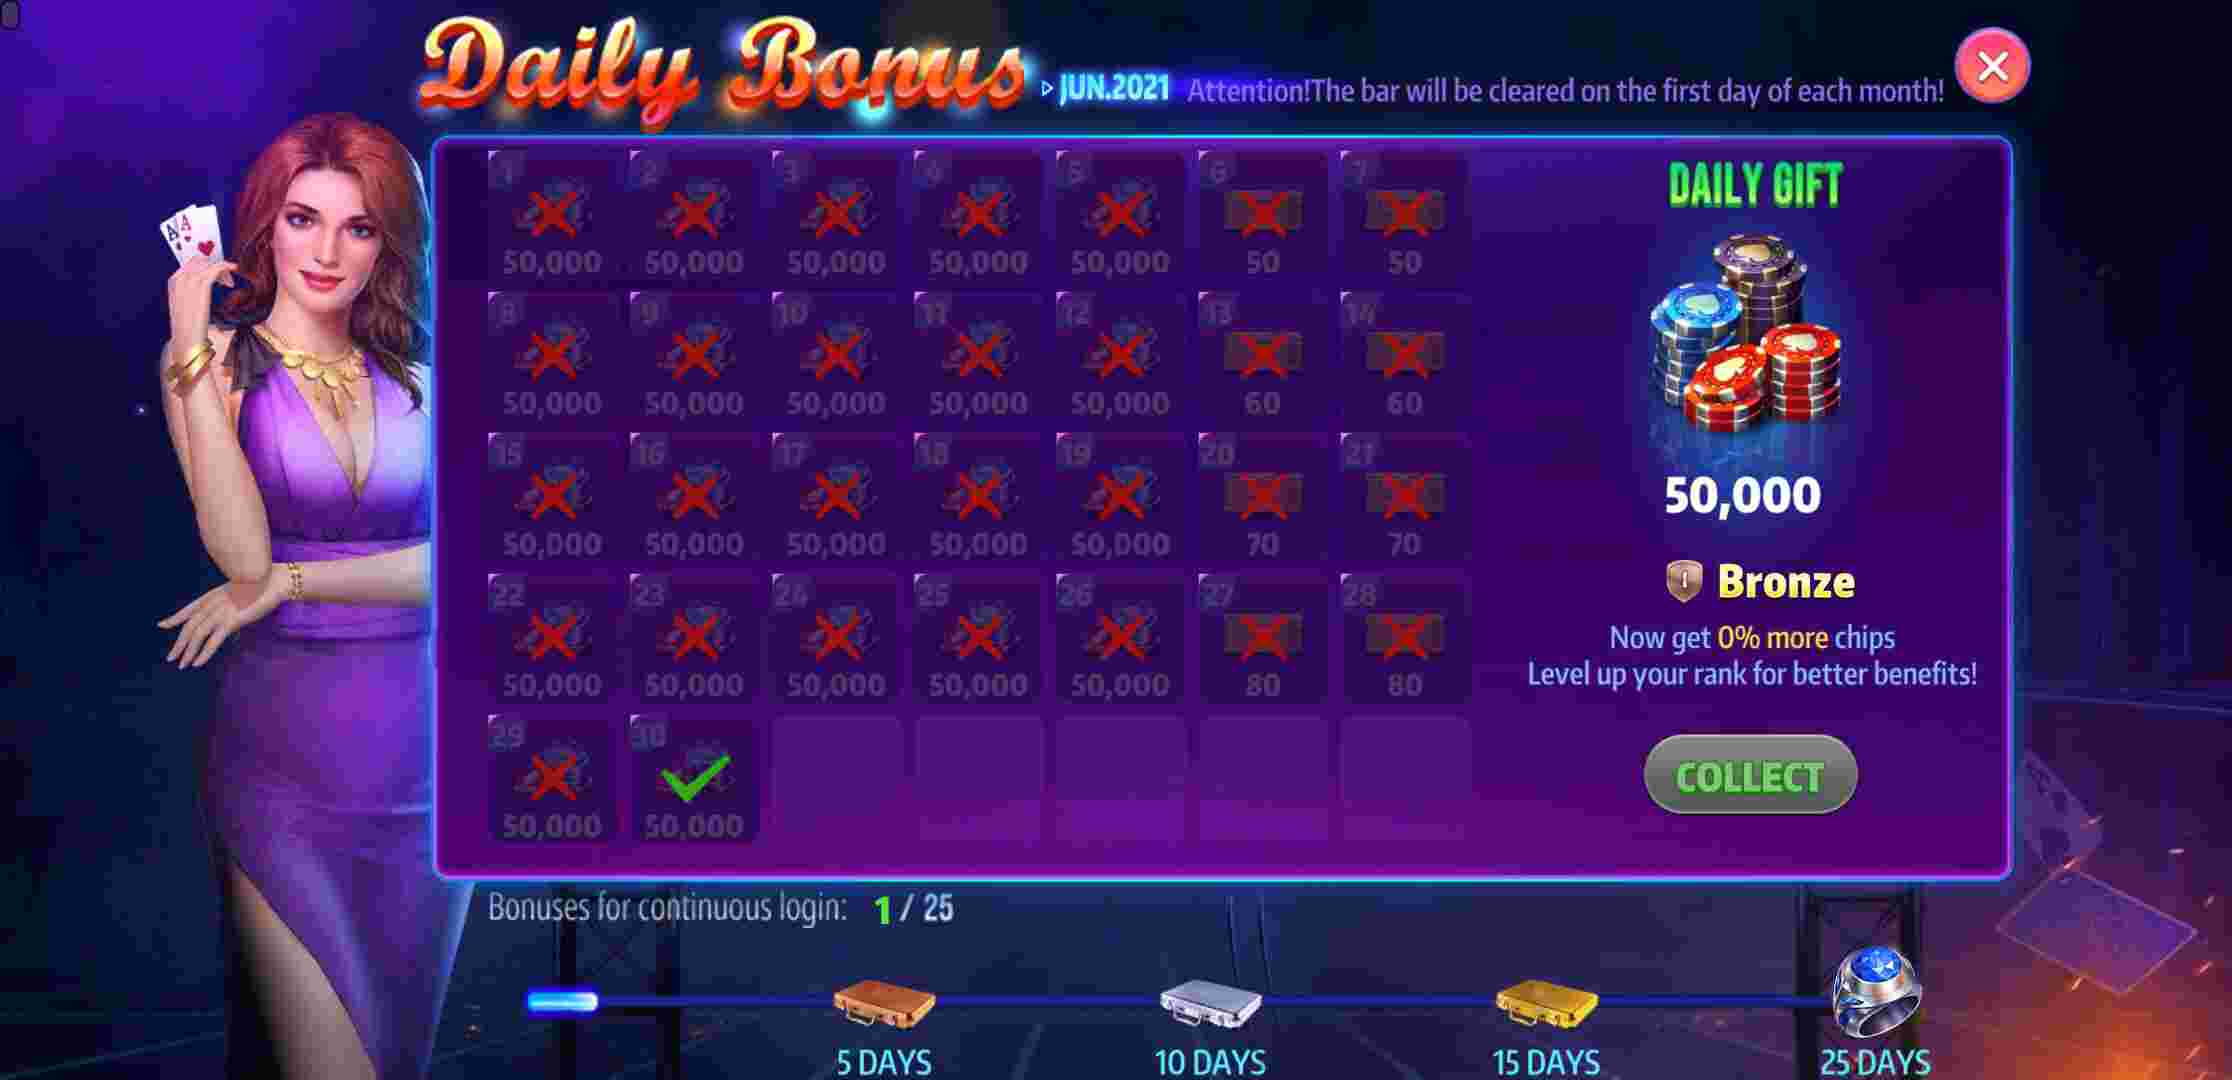 Daily Bonus
JUN.2021
Attention!The bar will be cleared on the first day of each month!
1 2 3 4 5 6 7
50,000 50,000 50,000 50,000 50,000 50 50
8 9 10 11 12 13 14
50,000 50,000 50,000 50,000 50,000 60 60
15 16 17 18 19 20 21
50,000 50,000 50,000 50,000 50,000 70 70
22 23 24 25 26 27 28
50,000 50,000 50,000 50,000 50,000 80 80
29 30
50,000 50,000
DAILY GIFT
50,000
Bronze
Now get 0% more chips
Level up your rank for better benefits!
COLLECT
Bonuses for continuous login: 1 / 25
5 DAYS
10 DAYS
15 DAYS
25 DAYS
A A